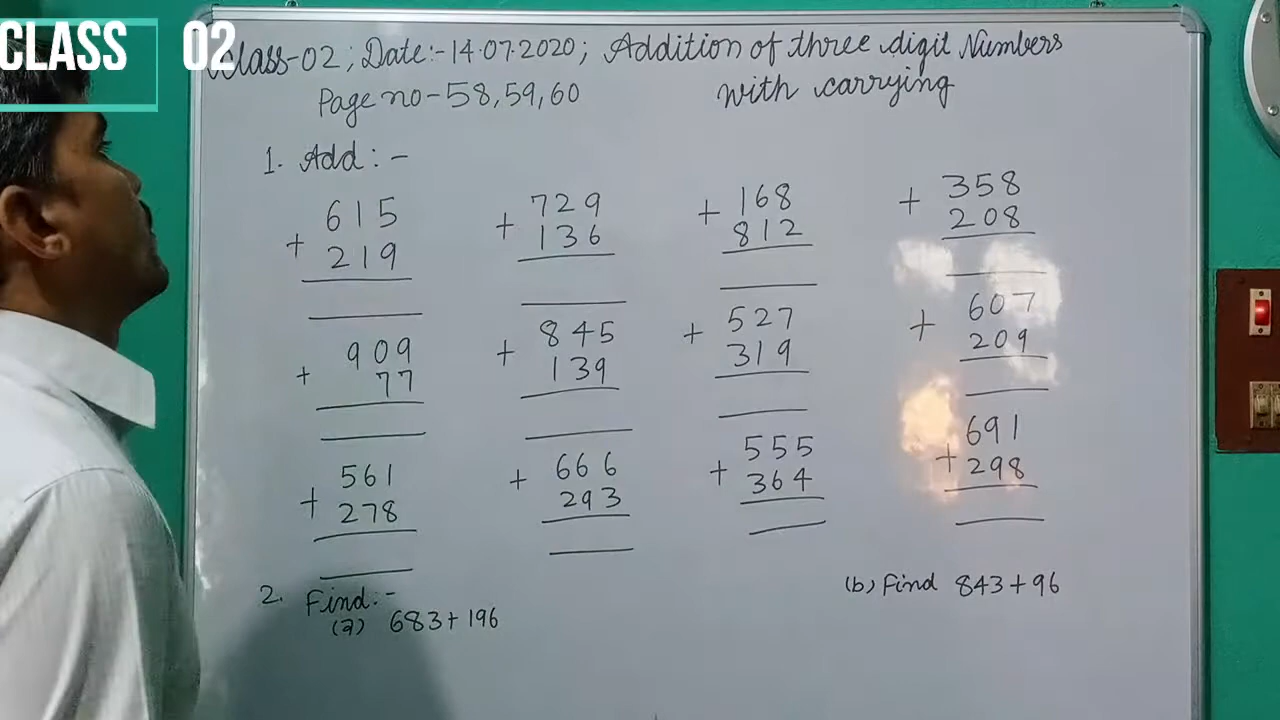 CLASS 02
Class-02; Date:-14.07.2020; Addition of three digit Numbers
Page no-58,59,60 with carrying
1. Add:-
615 729 + 168 + 358
+ 219 + 136 812 208
909 845 527 607
+ 77 + 139 + 319 + 209
561 666 555 691
+ 278 + 293 + 364 + 298
2. Find:- (b) Find 843+96
(a) 683+196